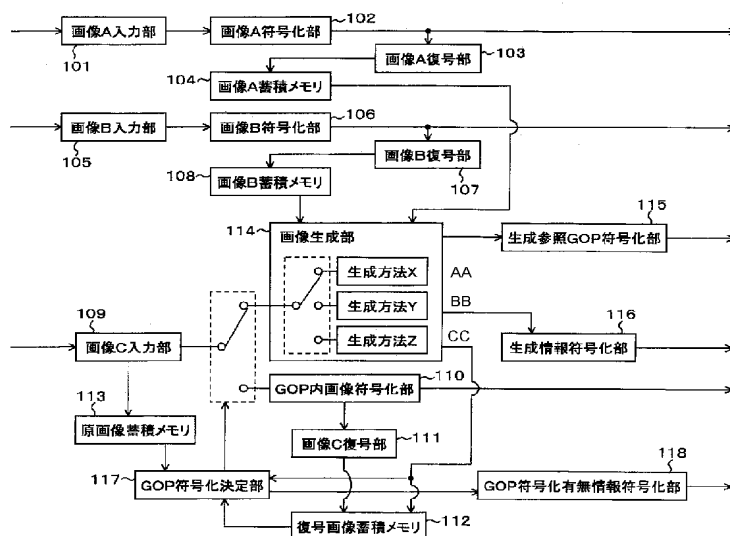 102
画像A入力部
画像A符号化部
101
103
画像A復号部
104
画像A蓄積メモリ
106
画像B入力部
画像B符号化部
105
画像B復号部
107
108
画像B蓄積メモリ
114
画像生成部
115
生成参照GOP符号化部
生成方法X
AA
生成方法Y
BB
生成方法Z
CC
109
画像C入力部
116
生成情報符号化部
110
GOP内画像符号化部
113
原画像蓄積メモリ
画像C復号部
111
117
GOP符号化決定部
118
GOP符号化有無情報符号化部
復号画像蓄積メモリ
112